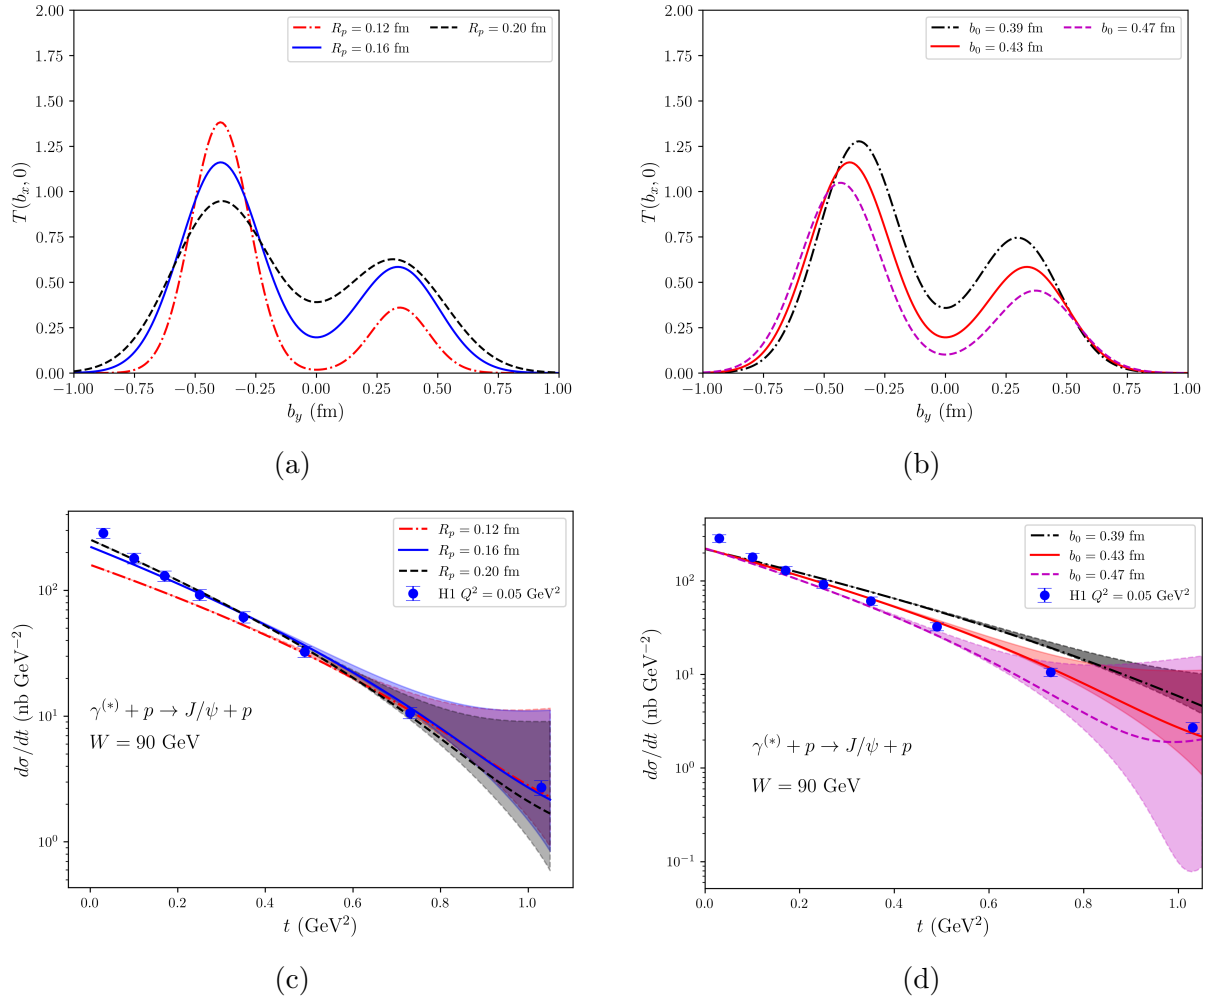 2.00
1.75
1.50
1.25
1.00
0.75
0.50
0.25
0.00
T(b_x, 0)
R_p = 0.12 fm
R_p = 0.16 fm
R_p = 0.20 fm
−1.00 −0.75 −0.50 −0.25 0.00 0.25 0.50 0.75 1.00
b_y (fm)
(a)
2.00
1.75
1.50
1.25
1.00
0.75
0.50
0.25
0.00
T(b_x, 0)
b_0 = 0.39 fm
b_0 = 0.43 fm
b_0 = 0.47 fm
−1.00 −0.75 −0.50 −0.25 0.00 0.25 0.50 0.75 1.00
b_y (fm)
(b)
10^2
10^1
10^0
dσ/dt (nb GeV^−2)
R_p = 0.12 fm
R_p = 0.16 fm
R_p = 0.20 fm
H1 Q^2 = 0.05 GeV^2
γ^(*) + p → J/ψ + p
W = 90 GeV
0.0 0.2 0.4 0.6 0.8 1.0
t (GeV^2)
(c)
10^2
10^1
10^0
10^−1
dσ/dt (nb GeV^−2)
b_0 = 0.39 fm
b_0 = 0.43 fm
b_0 = 0.47 fm
H1 Q^2 = 0.05 GeV^2
γ^(*) + p → J/ψ + p
W = 90 GeV
0.0 0.2 0.4 0.6 0.8 1.0
t (GeV^2)
(d)